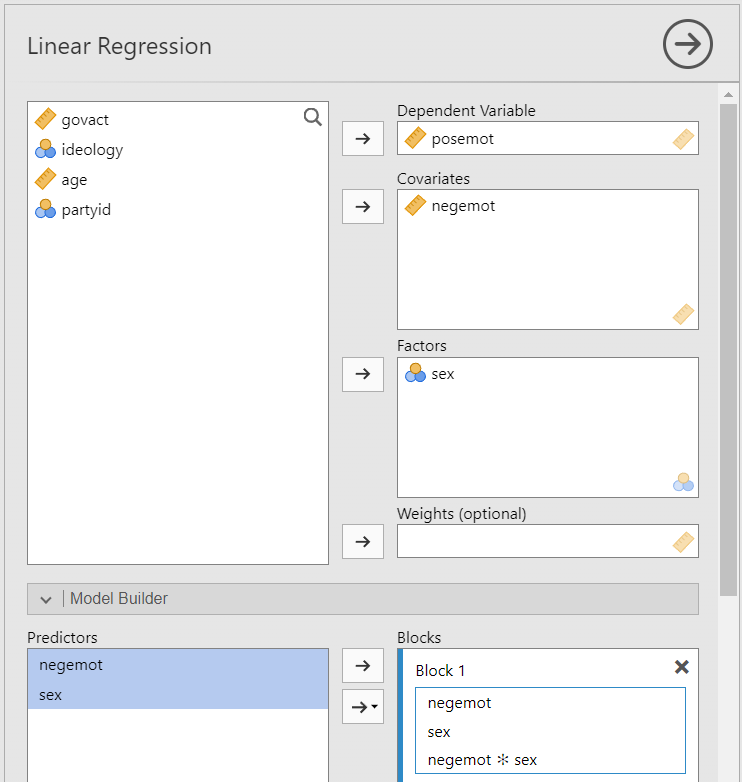 Linear Regression
govact
ideology
age
partyid
Dependent Variable
posemot
Covariates
negemot
Factors
sex
Weights (optional)
Model Builder
Predictors
negemot
sex
Blocks
Block 1
negemot
sex
negemot ✻ sex